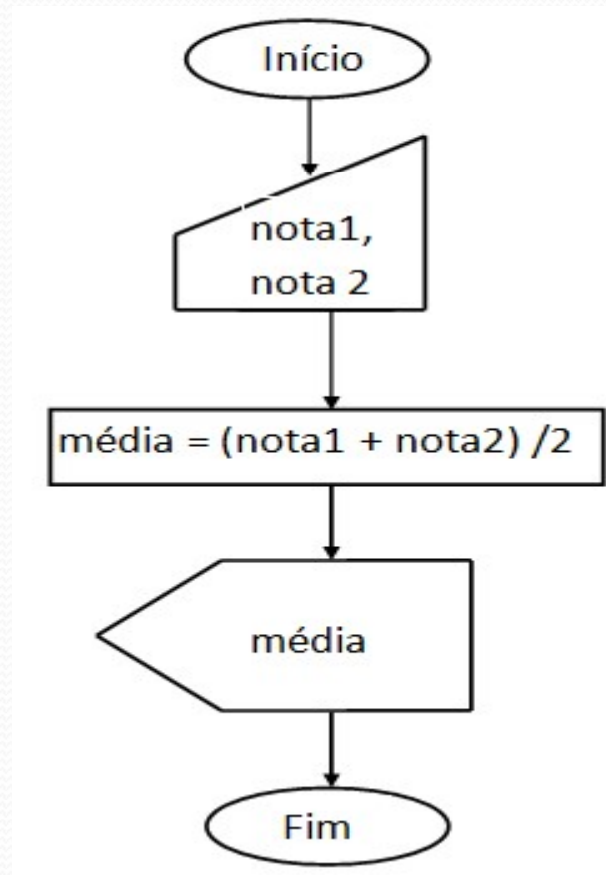 Início
nota1,
nota 2
média = (nota1 + nota2) /2
média
Fim